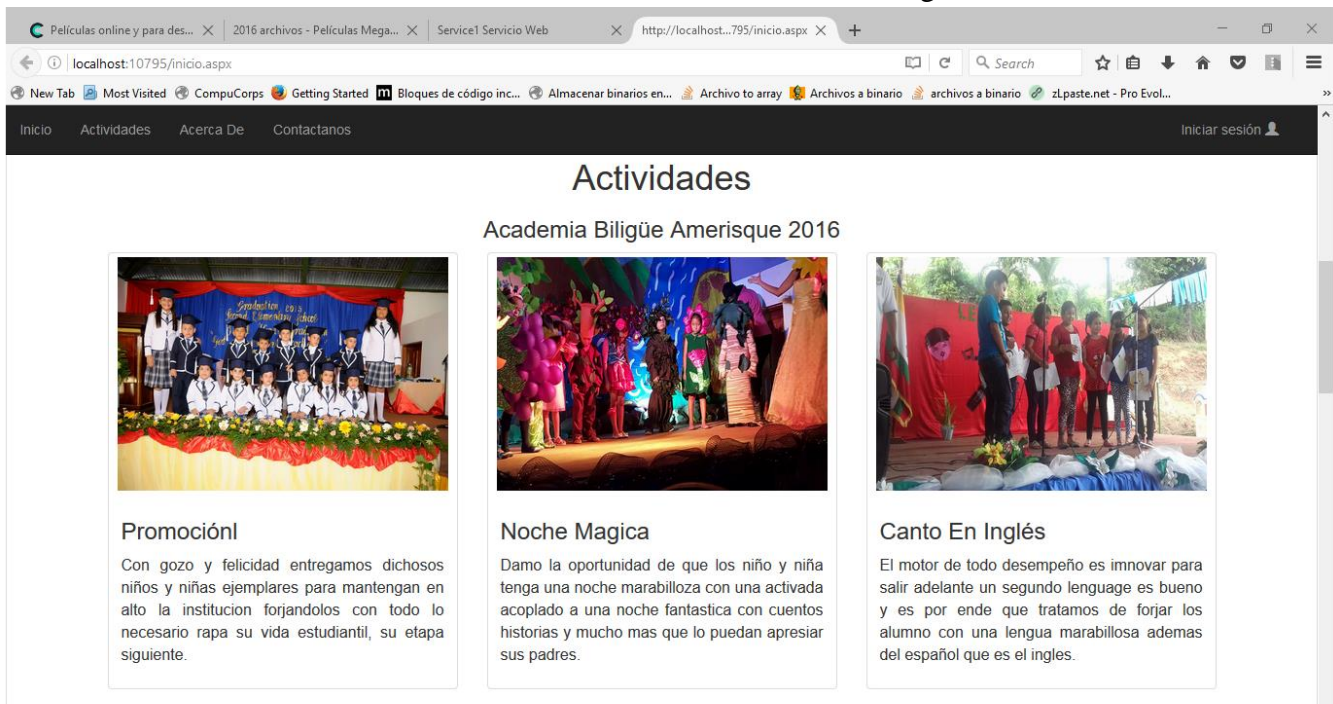 Películas online y para des...
2016 archivos - Películas Mega...
Service1 Servicio Web
http://localhost...795/inicio.aspx
localhost:10795/inicio.aspx
Search
New Tab Most Visited CompuCorps Getting Started Bloques de código inc... Almacenar binarios en... Archivo to array Archivos a binario archivos a binario zLpaste.net - Pro Evol...
Inicio Actividades Acerca De Contactanos Iniciar sesión
Actividades
Academia Biligüe Amerisque 2016
Graduation 2015
Promociónl
Con gozo y felicidad entregamos dichosos
niños y niñas ejemplares para mantengan en
alto la institucion forjandolos con todo lo
necesario rapa su vida estudiantil, su etapa
siguiente.
Noche Magica
Damo la oportunidad de que los niño y niña
tenga una noche marabilloza con una activada
acoplado a una noche fantastica con cuentos
historias y mucho mas que lo puedan apresiar
sus padres.
Canto En Inglés
El motor de todo desempeño es imnovar para
salir adelante un segundo lenguage es bueno
y es por ende que tratamos de forjar los
alumno con una lengua marabillosa ademas
del español que es el ingles.